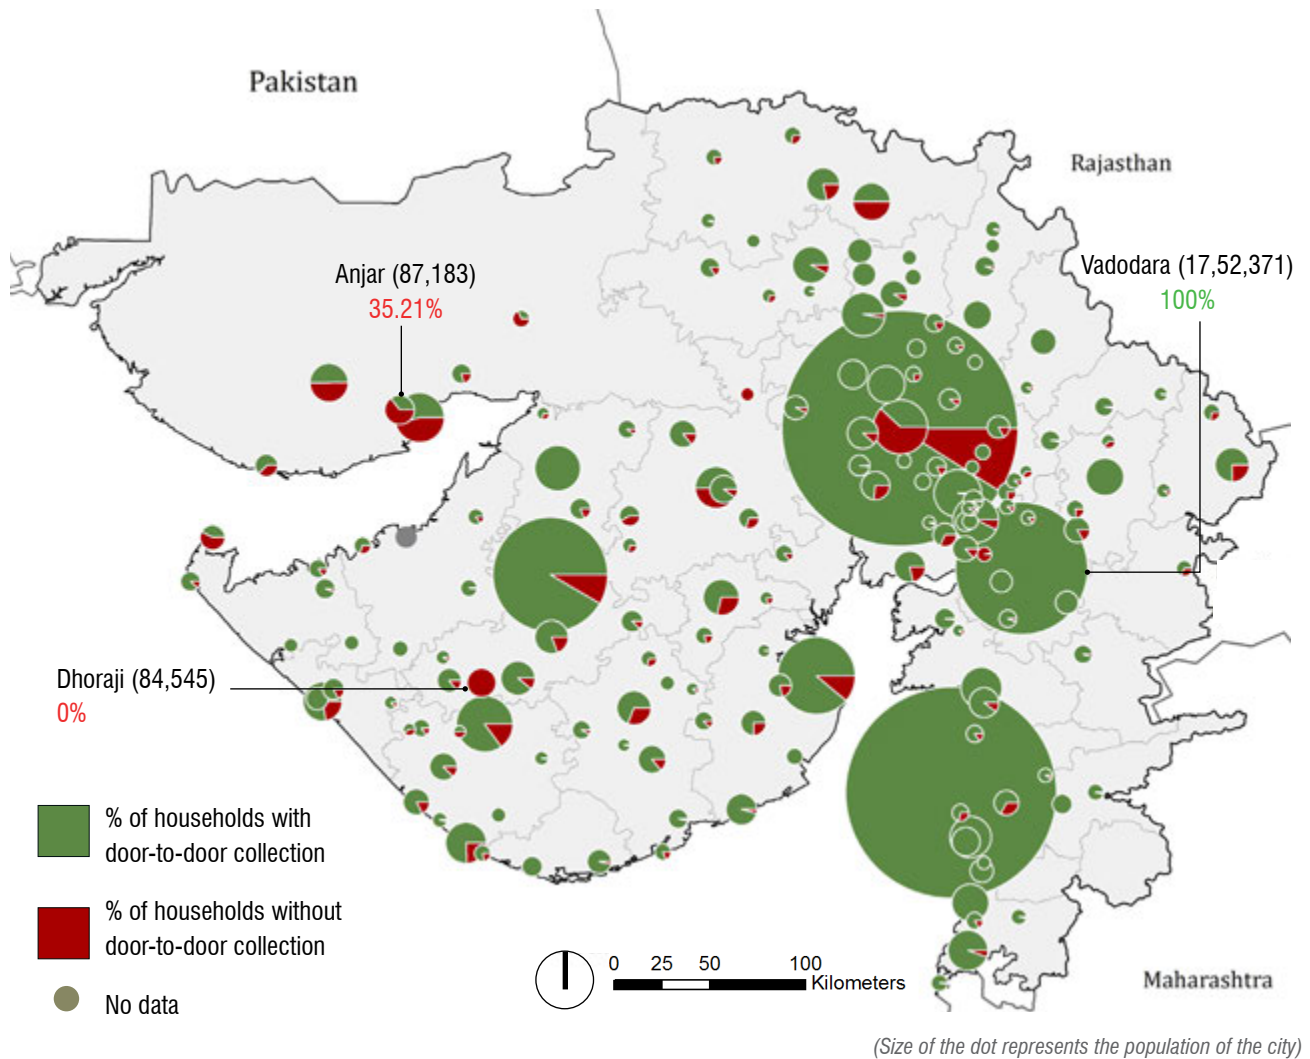 Pakistan
Rajasthan
Anjar (87,183)
35.21%
Vadodara (17,52,371)
100%
Dhoraji (84,545)
0%
% of households with
door-to-door collection
% of households without
door-to-door collection
No data
0 25 50 100
Kilometers
Maharashtra
(Size of the dot represents the population of the city)